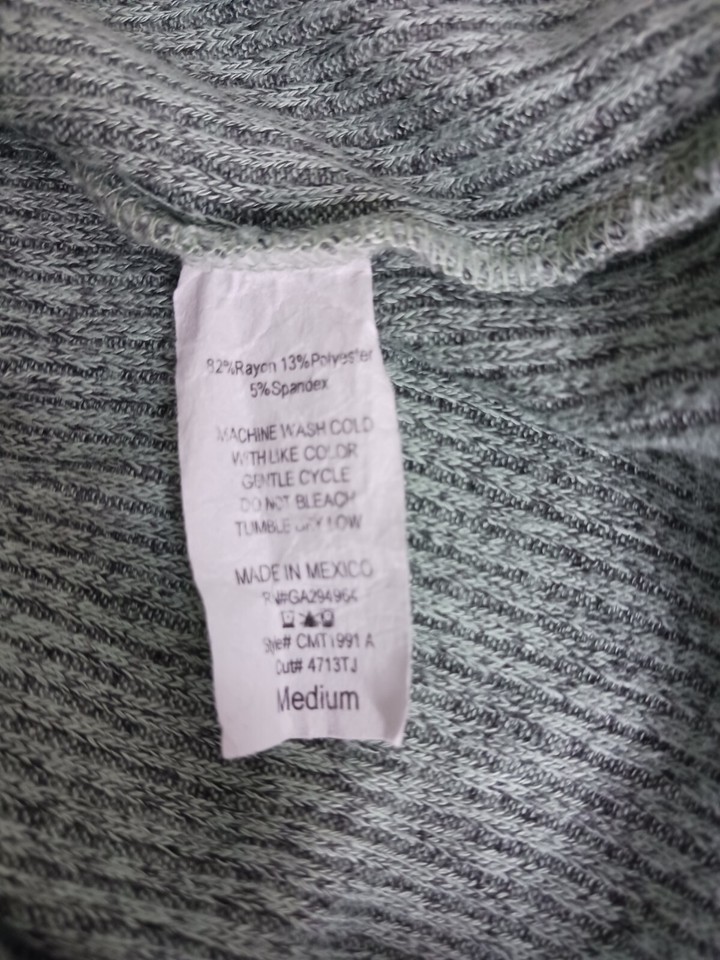 82%Rayon 13%Polyester
5%Spandex
MACHINE WASH COLD
WITH LIKE COLOR
GENTLE CYCLE
DO NOT BLEACH
TUMBLE DRY LOW
MADE IN MEXICO
Style# CMT1991 A
Cut# 4713TJ
Medium